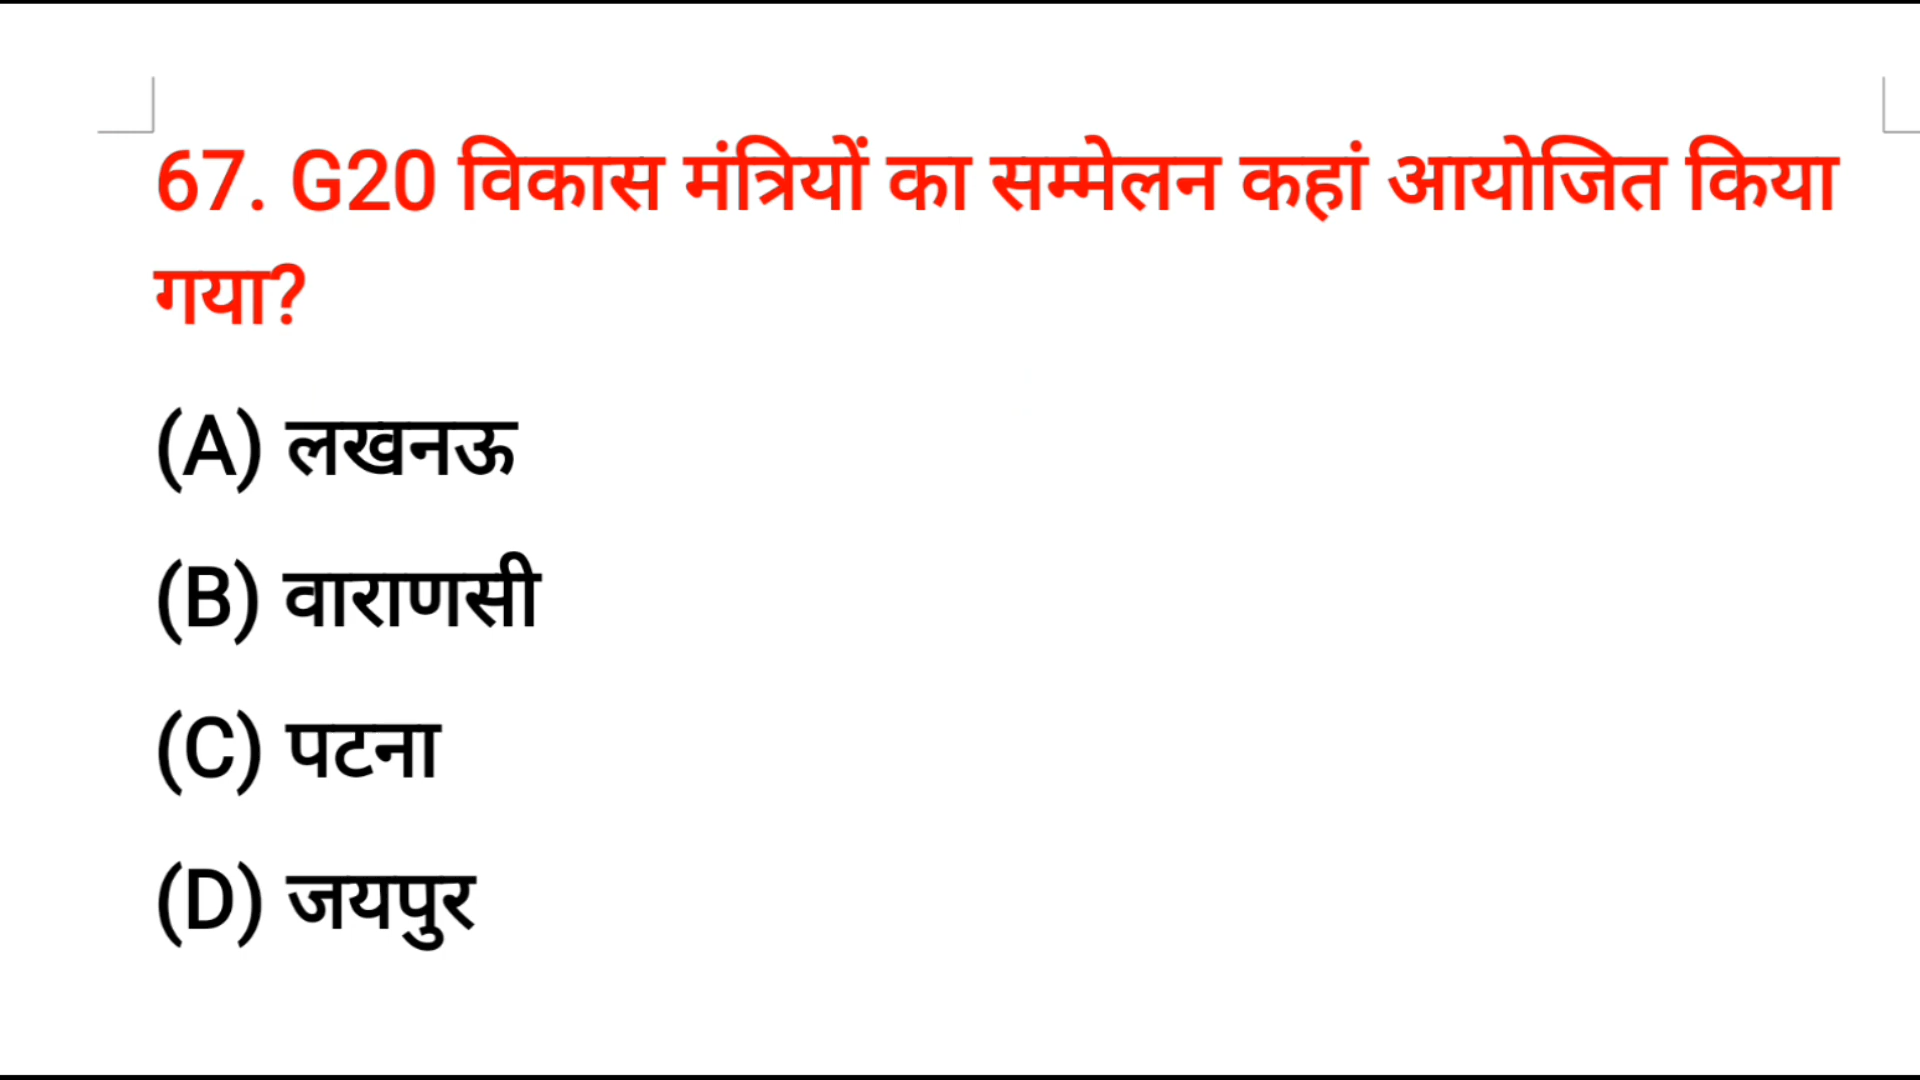 67. G20 विकास मंत्रियों का सम्मेलन कहां आयोजित किया
गया?
(A) लखनऊ
(B) वाराणसी
(C) पटना
(D) जयपुर